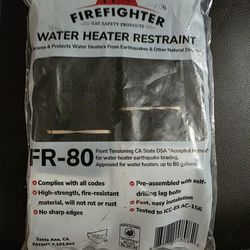 FIREFIGHTER
GAS SAFETY PRODUCTS
WATER HEATER RESTRAINT
& Protects Water Heaters From Earthquakes & Other Natural
FR-80
Front Tensioning CA State DSA "Accepted Method"
for water heater earthquake bracing.
Approved for water heaters up to 80 gallons.
• Complies with all codes
• High-strength, fire-resistant
material, will not rot or rust
• No sharp edges
• Pre-assembled with self-
drilling lag bolts
• Fast, easy installation
• Tested to ICC-ES AC-156
Santa Ana, CA